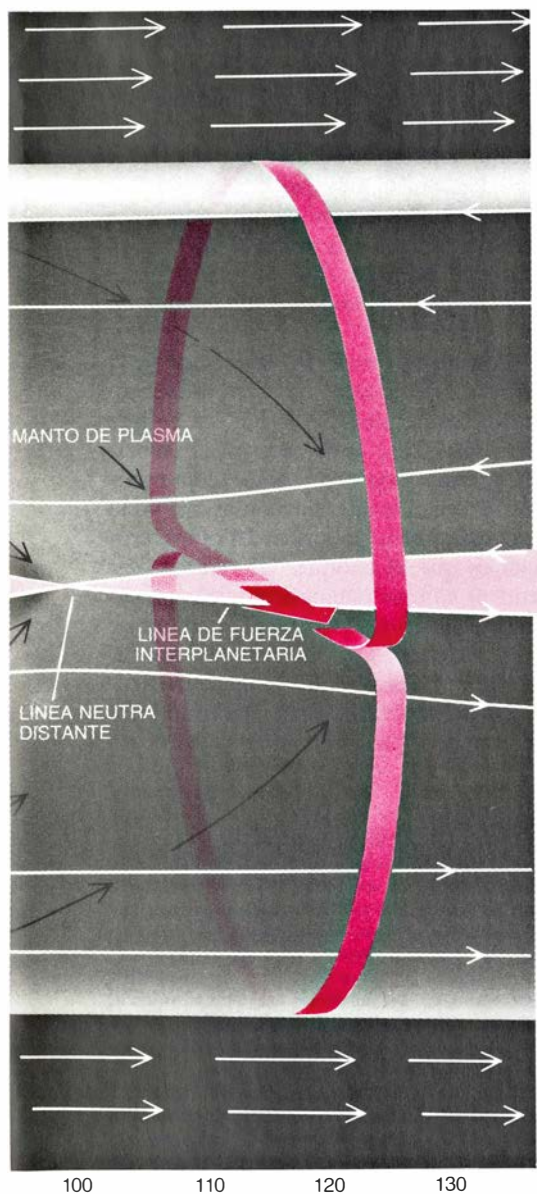 MANTO DE PLASMA
LINEA DE FUERZA
INTERPLANETARIA
LINEA NEUTRA
DISTANTE
100 110 120 130